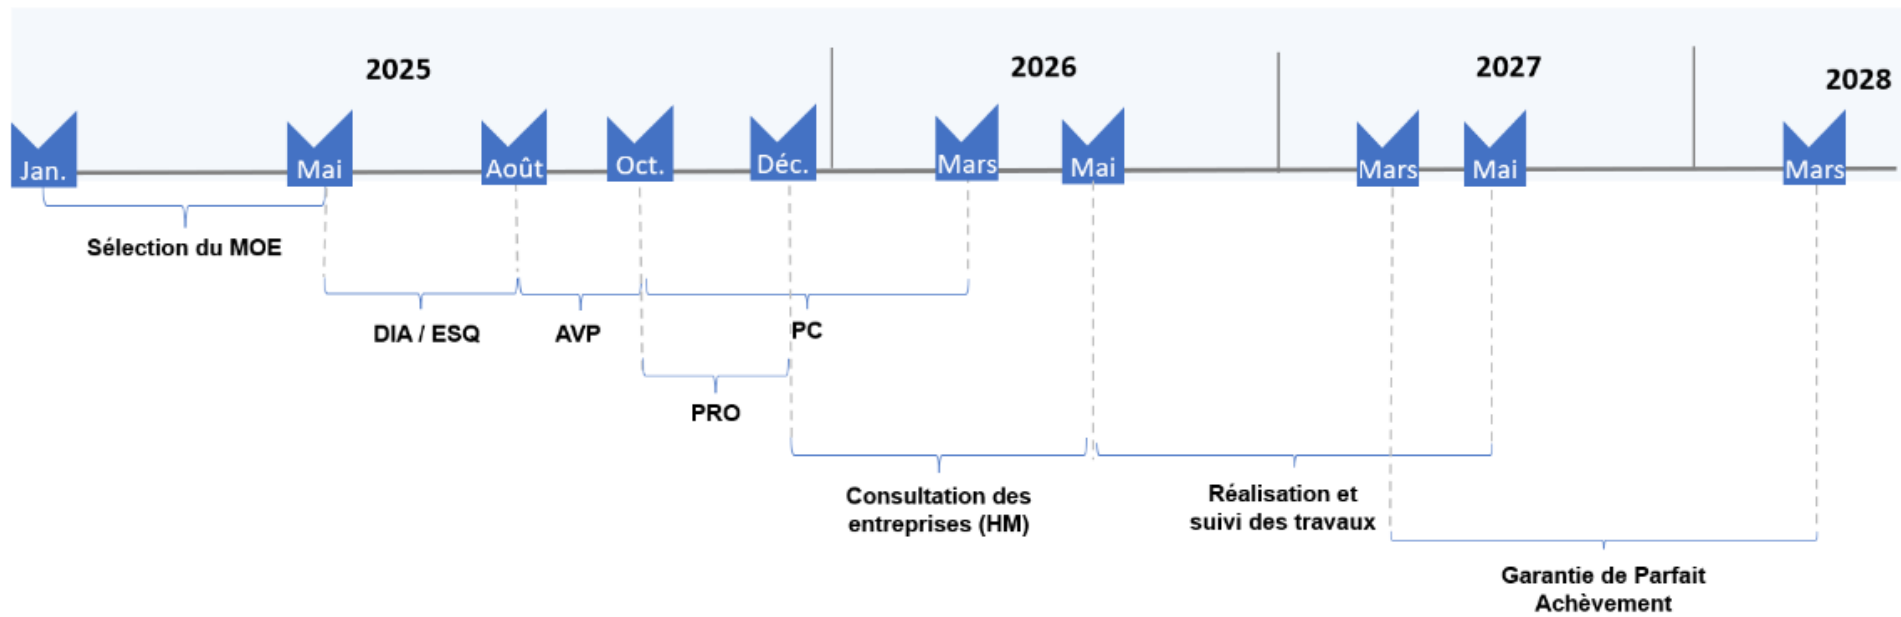 2025
2026
2027
2028
Jan.
Mai
Août
Oct.
Déc.
Mars
Mai
Mars
Mai
Mars
Sélection du MOE
DIA / ESQ
AVP
PC
PRO
Consultation des
entreprises (HM)
Réalisation et
suivi des travaux
Garantie de Parfait
Achèvement